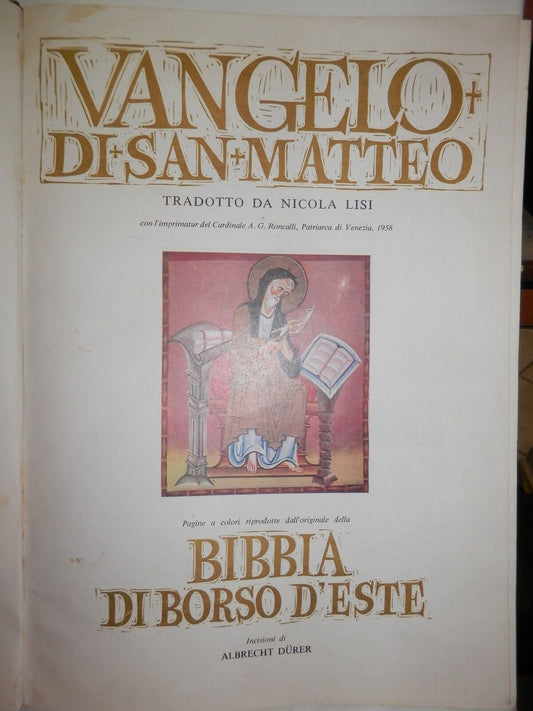 VANGELO+
DI+SAN+MATTEO
TRADOTTO DA NICOLA LISI
con l'imprimatur del Cardinale A. G. Roncalli, Patriarca di Venezia, 1958
Pagine a colori riprodotte dall'originale della
BIBBIA
DI BORSO D'ESTE
Incisioni di
ALBRECHT DÜRER